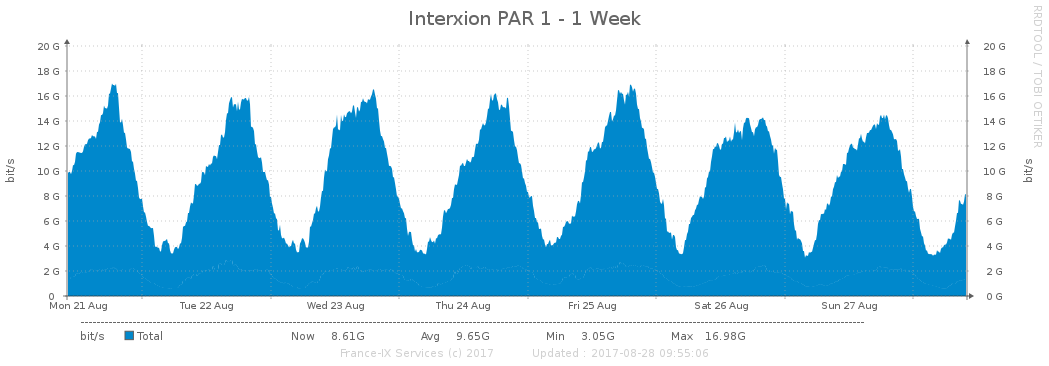 Interxion PAR 1 - 1 Week
RRDTOOL / TOBI OETIKER
bit/s
20 G 20 G
18 G 18 G
16 G 16 G
14 G 14 G
12 G 12 G
10 G 10 G
8 G 8 G
6 G 6 G
4 G 4 G
2 G 2 G
0 0 G
bit/s
Mon 21 Aug Tue 22 Aug Wed 23 Aug Thu 24 Aug Fri 25 Aug Sat 26 Aug Sun 27 Aug
bit/s Total Now 8.61G Avg 9.65G Min 3.05G Max 16.98G
France-IX Services (c) 2017 Updated : 2017-08-28 09:55:06